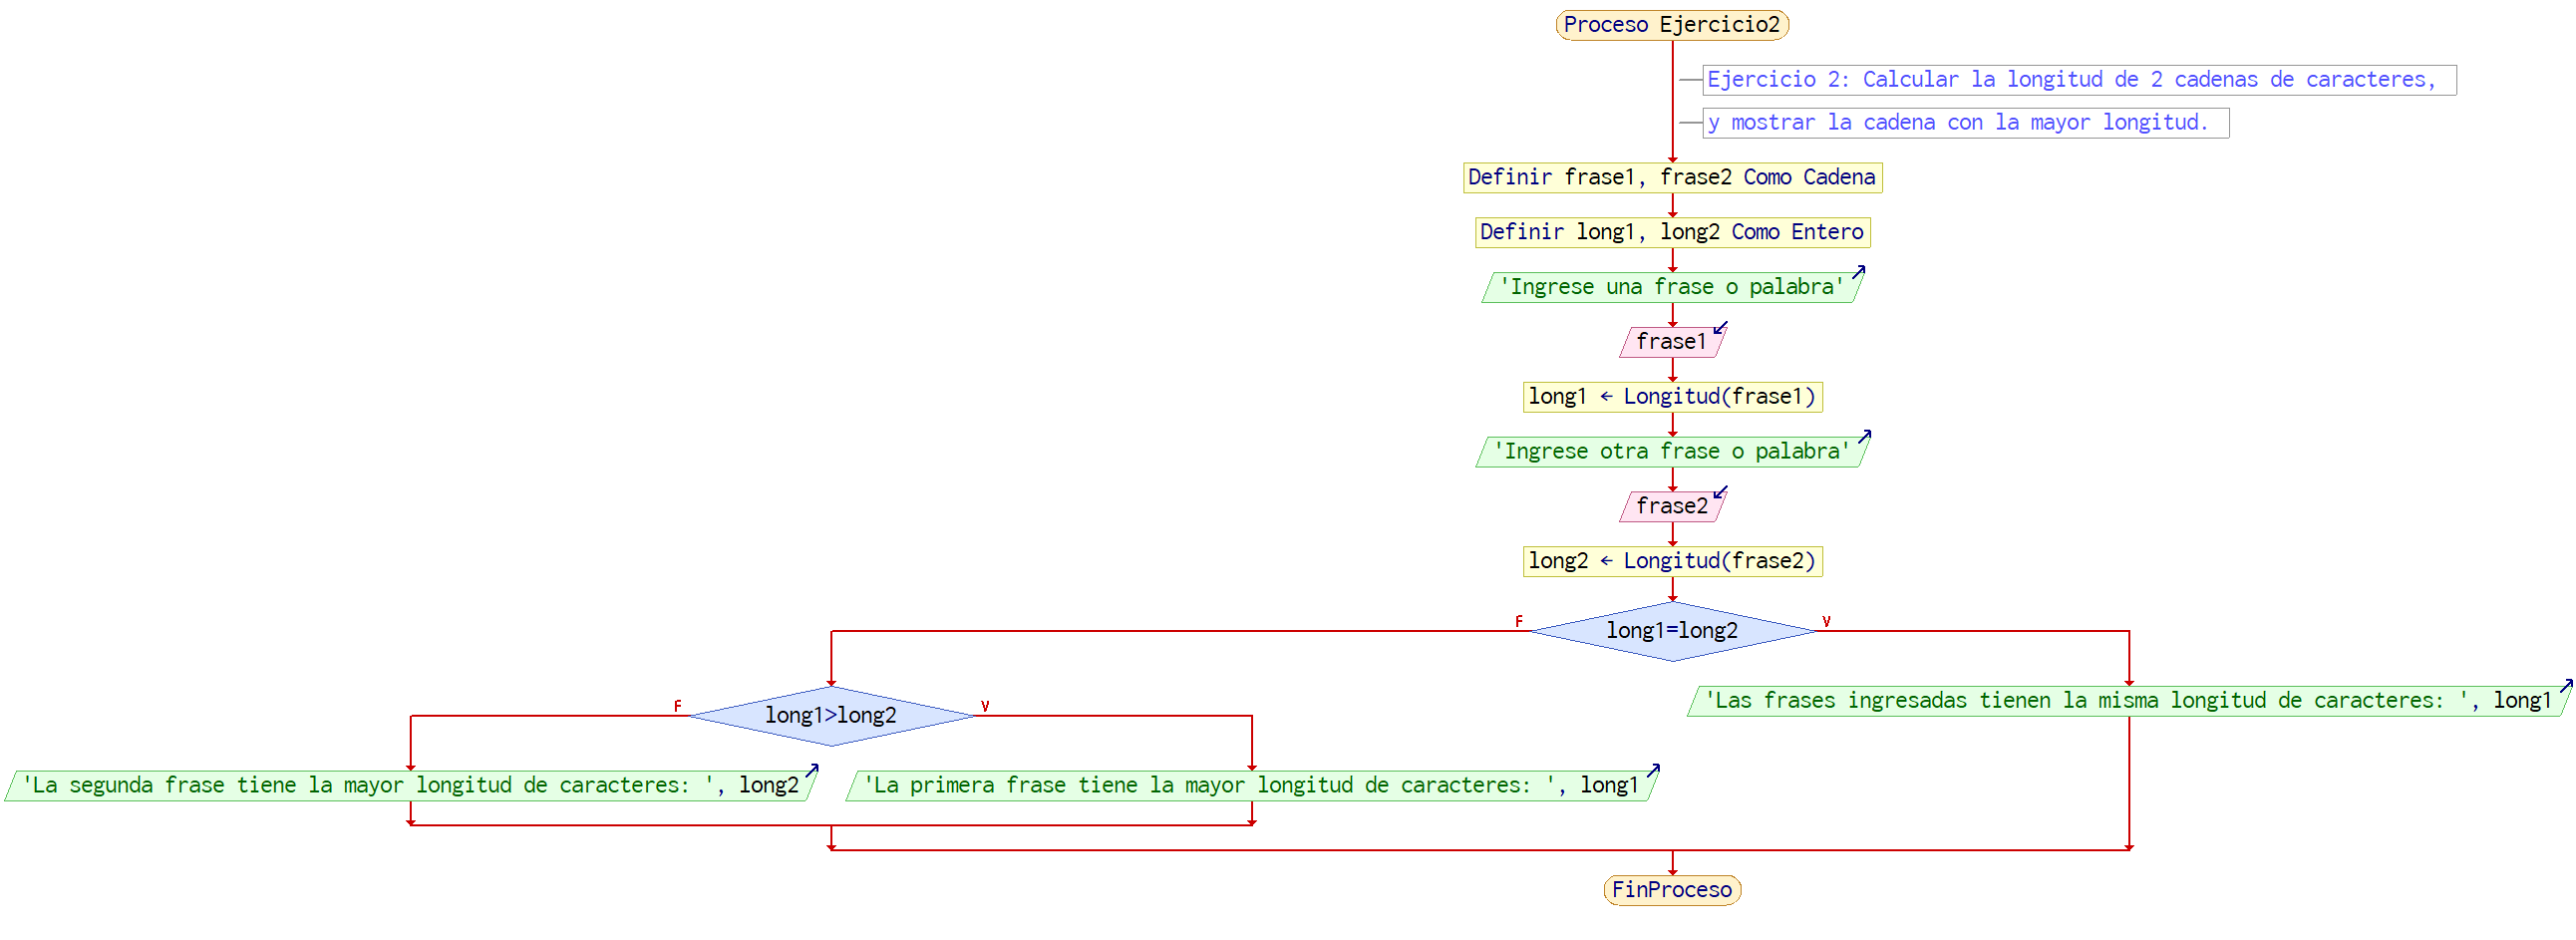 Proceso Ejercicio2
Ejercicio 2: Calcular la longitud de 2 cadenas de caracteres,
y mostrar la cadena con la mayor longitud.
Definir frase1, frase2 Como Cadena
Definir long1, long2 Como Entero
'Ingrese una frase o palabra'
frase1
long1 ← Longitud(frase1)
'Ingrese otra frase o palabra'
frase2
long2 ← Longitud(frase2)
F
long1=long2
V
F
long1>long2
V
'Las frases ingresadas tienen la misma longitud de caracteres: ', long1
'La segunda frase tiene la mayor longitud de caracteres: ', long2
'La primera frase tiene la mayor longitud de caracteres: ', long1
FinProceso